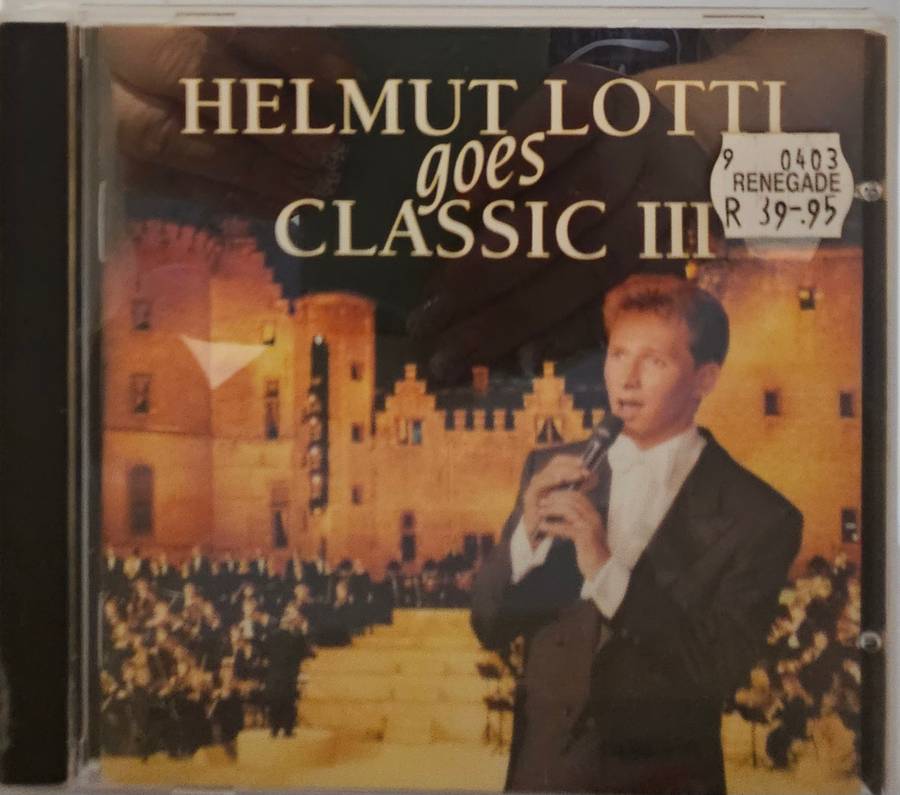 HELMUT LOTTI
goes
CLASSIC III
9 0403
RENEGADE
R 39-.95